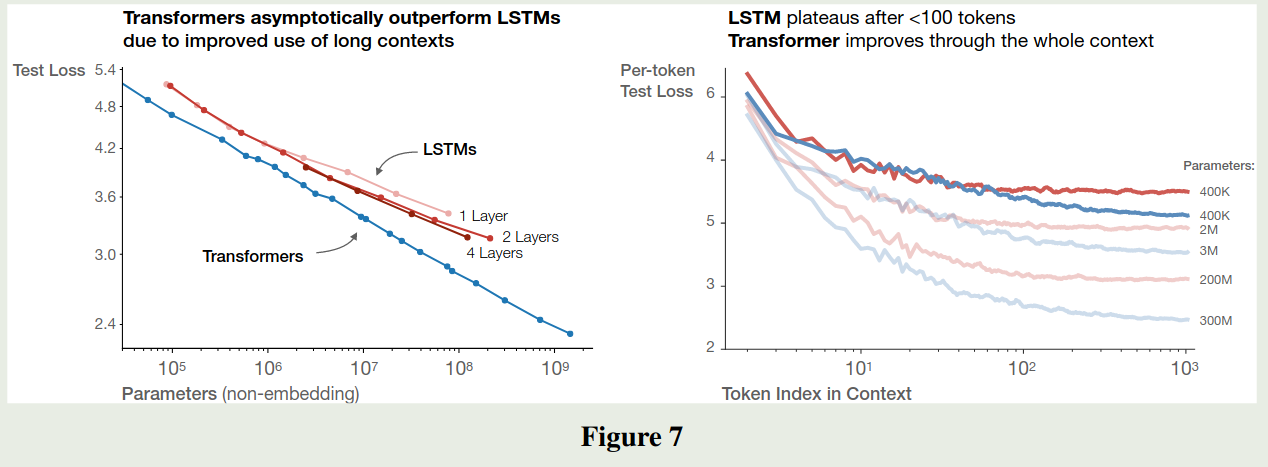 Transformers asymptotically outperform LSTMs
due to improved use of long contexts
Test Loss
5.4
4.8
4.2
3.6
3.0
2.4
LSTMs
1 Layer
2 Layers
4 Layers
Transformers
10⁵
10⁶
10⁷
10⁸
10⁹
Parameters (non-embedding)
LSTM plateaus after <100 tokens
Transformer improves through the whole context
Per-token
Test Loss
6
4
5
3
2
Parameters:
400K
400K
2M
3M
200M
300M
10¹
10²
10³
Token Index in Context
Figure 7